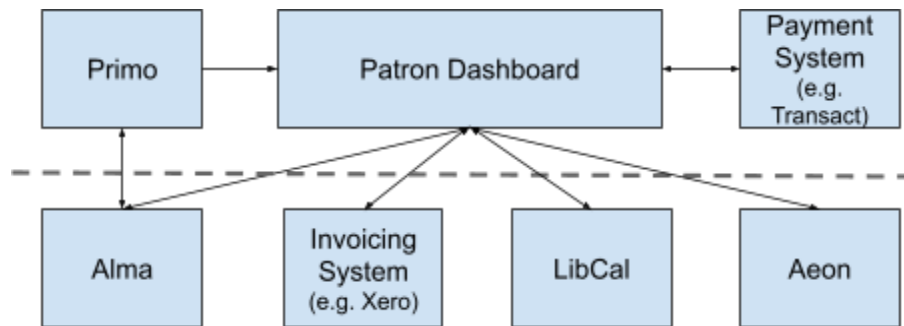 Primo
Patron Dashboard
Payment
System
(e.g.
Transact)
Alma
Invoicing
System
(e.g. Xero)
LibCal
Aeon